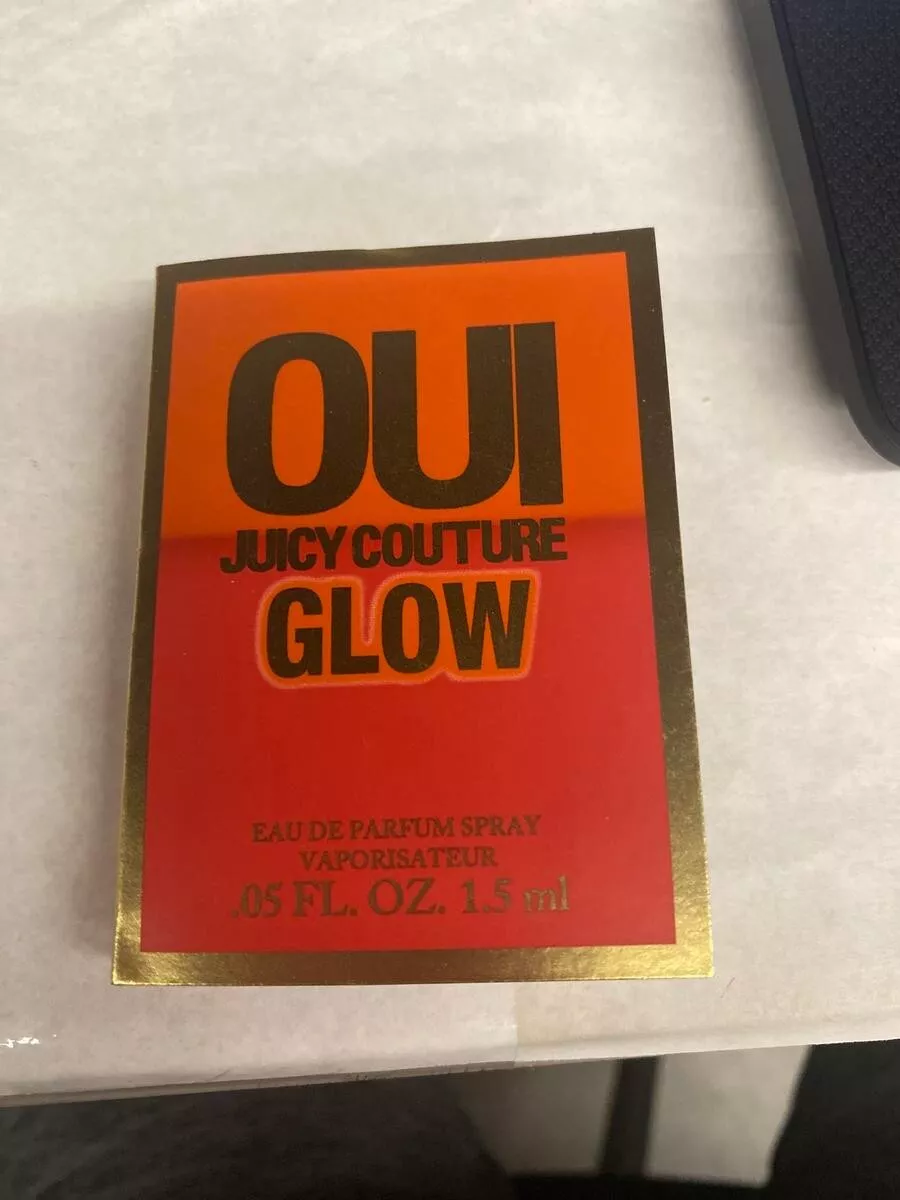 OUI
JUICY COUTURE
GLOW
EAU DE PARFUM SPRAY
VAPORISATEUR
.05 FL. OZ. 1.5 ml